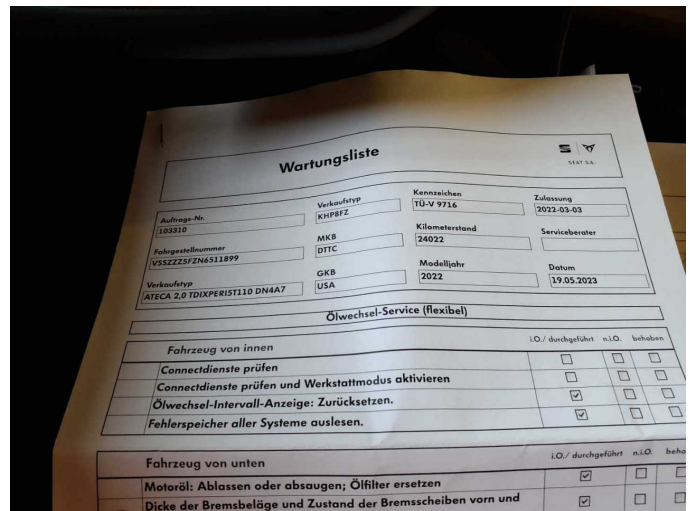 Wartungsliste
SEAT S.A.
Auftrags-Nr.
103310
Verkaufstyp
KHP8FZ
Kennzeichen
TÜ-V 9716
Zulassung
2022-03-03
Fahrgestellnummer
VSSZZZ5FZN6511899
MKB
DTTC
Kilometerstand
24022
Serviceberater
Verkaufstyp
ATECA 2,0 TDIXPERI5T110 DN4A7
GKB
USA
Modelljahr
2022
Datum
19.05.2023
Ölwechsel-Service (flexibel)
Fahrzeug von innen i.O./ durchgeführt n.i.O. behoben
Connectdienste prüfen
Connectdienste prüfen und Werkstattmodus aktivieren
Ölwechsel-Intervall-Anzeige: Zurücksetzen.
Fehlerspeicher aller Systeme auslesen.
Fahrzeug von unten i.O./ durchgeführt n.i.O. beho
Motoröl: Ablassen oder absaugen; Ölfilter ersetzen
Dicke der Bremsbeläge und Zustand der Bremsscheiben vorn und